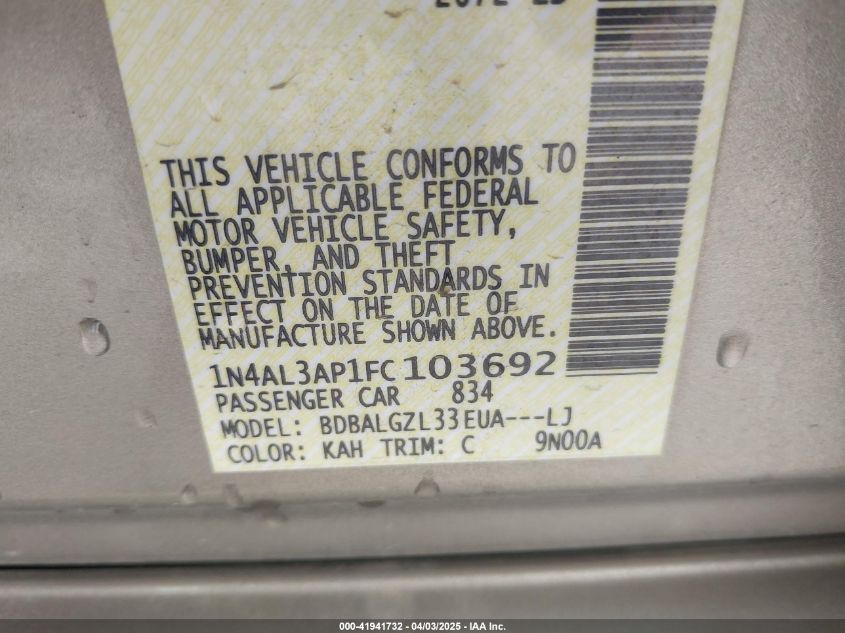 THIS VEHICLE CONFORMS TO
ALL APPLICABLE FEDERAL
MOTOR VEHICLE SAFETY,
BUMPER, AND THEFT
PREVENTION STANDARDS IN
EFFECT ON THE DATE OF
MANUFACTURE SHOWN ABOVE.
1N4AL3AP1FC103692
PASSENGER CAR 834
MODEL: BDBALGZL33EUA---LJ
COLOR: KAH TRIM: C 9N00A
000-41941732 - 04/03/2025 - IAA Inc.